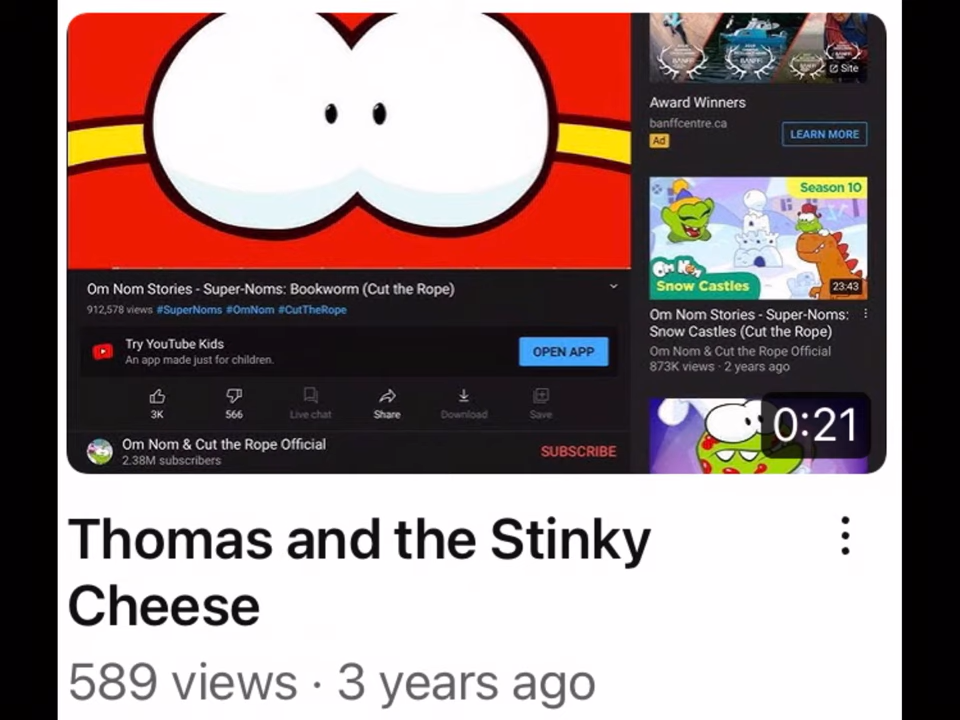 Site
Award Winners
banffcentre.ca
Ad
LEARN MORE
Season 10
Om Nom
Snow Castles
23:43
Om Nom Stories - Super-Noms:
Snow Castles (Cut the Rope)
Om Nom & Cut the Rope Official
873K views · 2 years ago
Om Nom Stories - Super-Noms: Bookworm (Cut the Rope)
912,578 views #SuperNoms #OmNom #CutTheRope
Try YouTube Kids
An app made just for children.
OPEN APP
3K
566
Live chat
Share
Download
Save
Om Nom & Cut the Rope Official
2.38M subscribers
SUBSCRIBE
0:21
Thomas and the Stinky
Cheese
589 views · 3 years ago